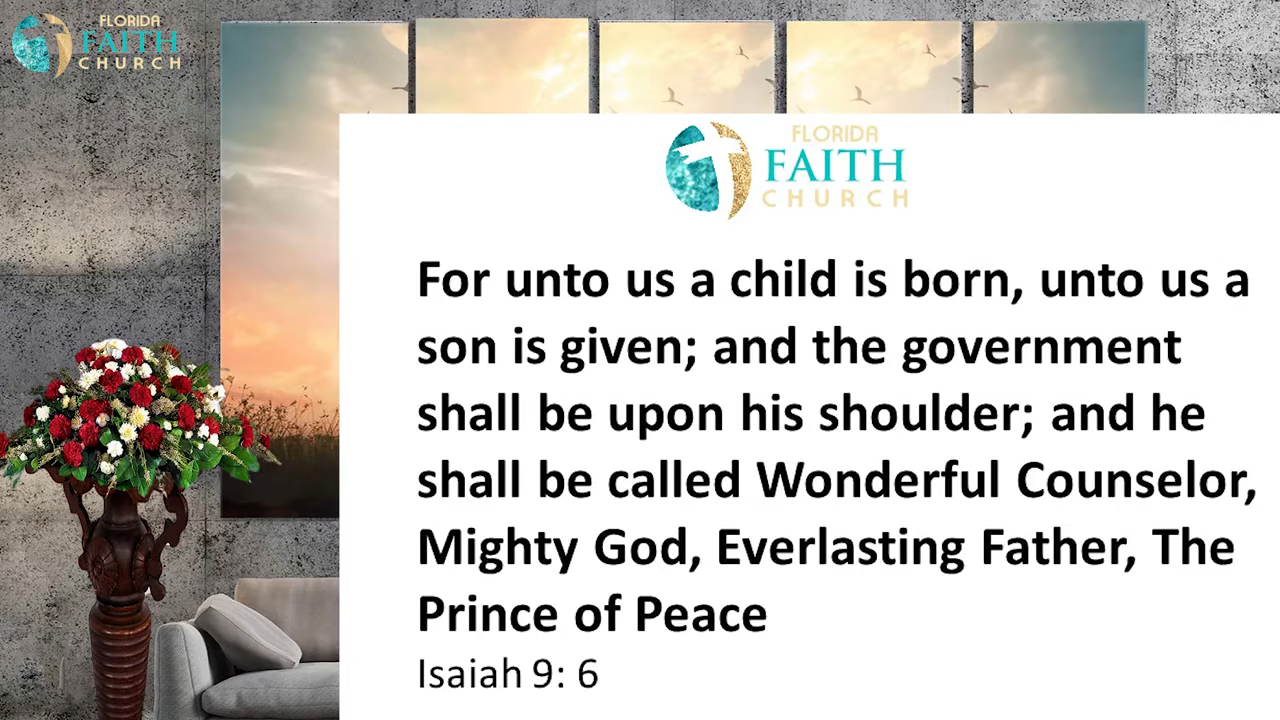 FLORIDA
FAITH
CHURCH
FLORIDA
FAITH
CHURCH
For unto us a child is born, unto us a
son is given; and the government
shall be upon his shoulder; and he
shall be called Wonderful Counselor,
Mighty God, Everlasting Father, The
Prince of Peace
Isaiah 9: 6